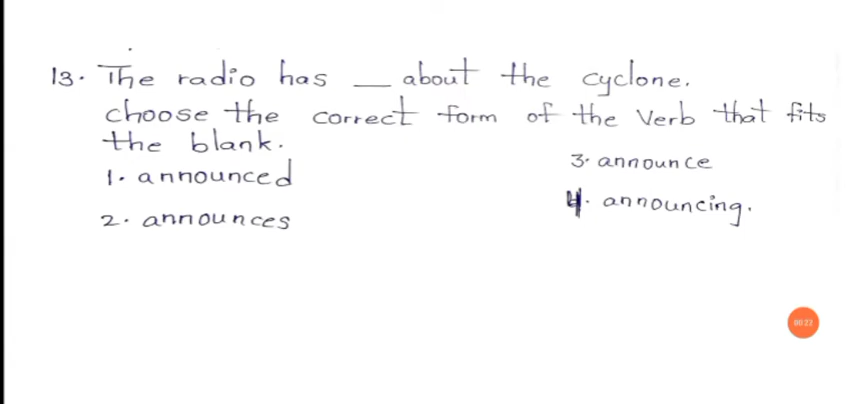 13. The radio has __ about the cyclone.
choose the correct form of the Verb that fits
the blank.
1. announced
3. announce
2. announces
4. announcing.
00:22